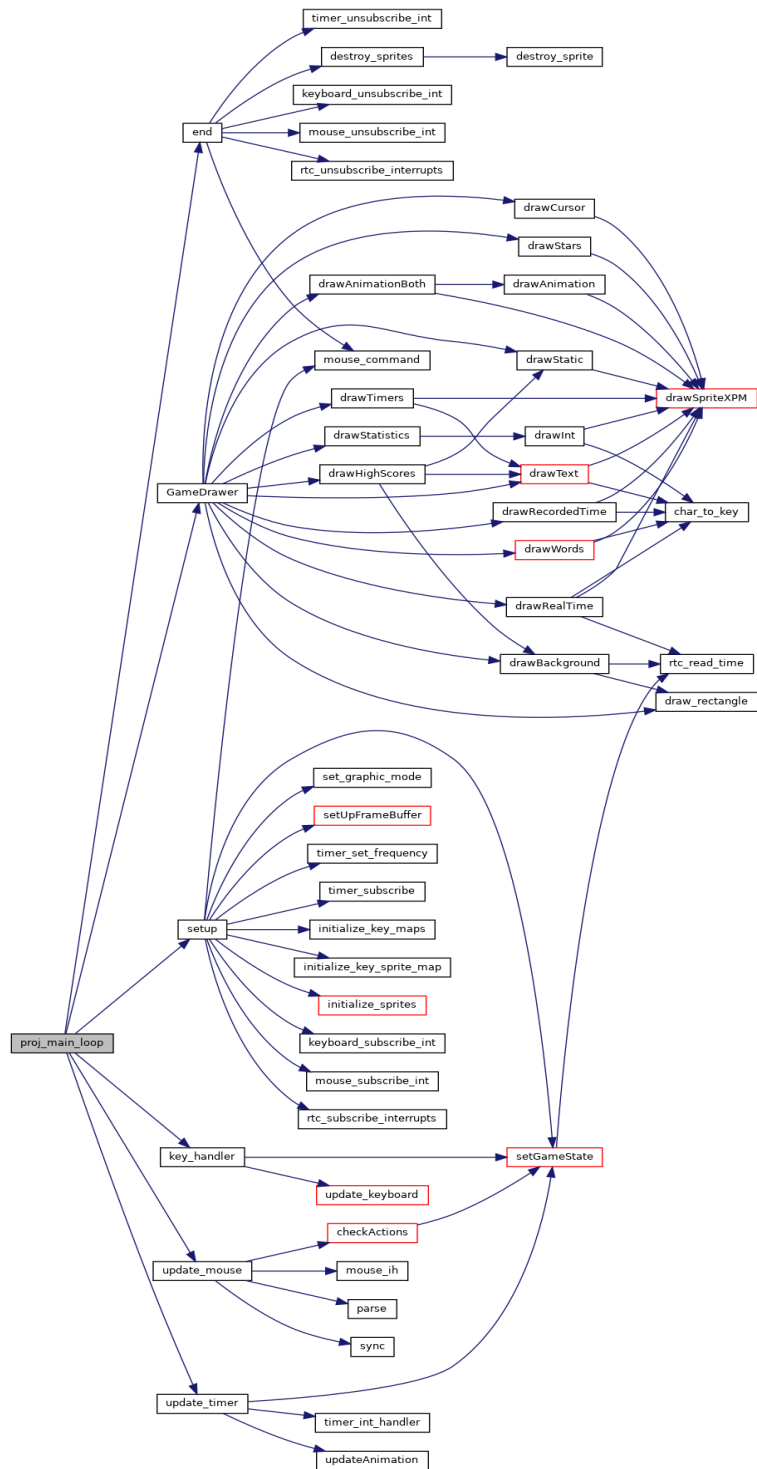 timer_unsubscribe_int
destroy_sprites
destroy_sprite
keyboard_unsubscribe_int
end
mouse_unsubscribe_int
rtc_unsubscribe_interrupts
drawCursor
drawStars
drawAnimationBoth
drawAnimation
mouse_command
drawStatic
drawTimers
drawSpriteXPM
drawStatistics
drawInt
drawHighScores
drawText
GameDrawer
drawRecordedTime
char_to_key
drawWords
drawRealTime
drawBackground
rtc_read_time
draw_rectangle
set_graphic_mode
setUpFrameBuffer
timer_set_frequency
timer_subscribe
setup
initialize_key_maps
initialize_key_sprite_map
initialize_sprites
proj_main_loop
keyboard_subscribe_int
mouse_subscribe_int
rtc_subscribe_interrupts
key_handler
setGameState
update_keyboard
checkActions
update_mouse
mouse_ih
parse
sync
update_timer
timer_int_handler
updateAnimation